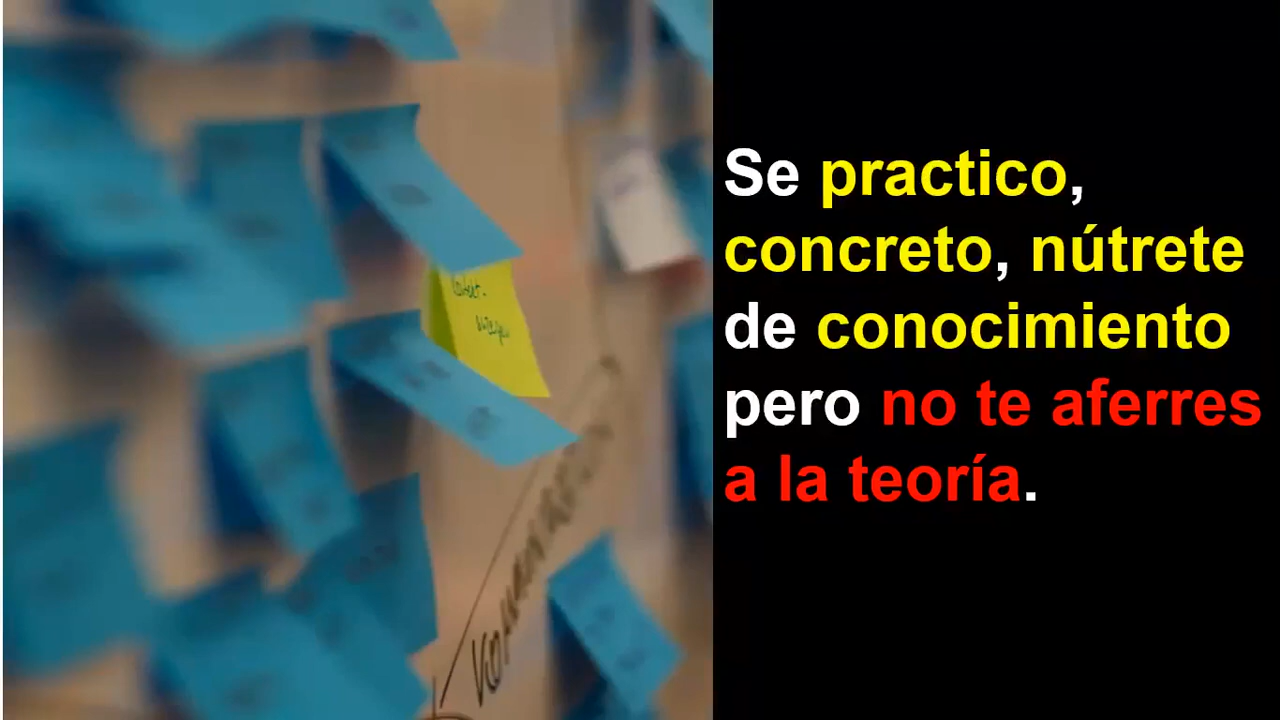 Se practico,
concreto, nútrete
de conocimiento
pero no te aferres
a la teoría.